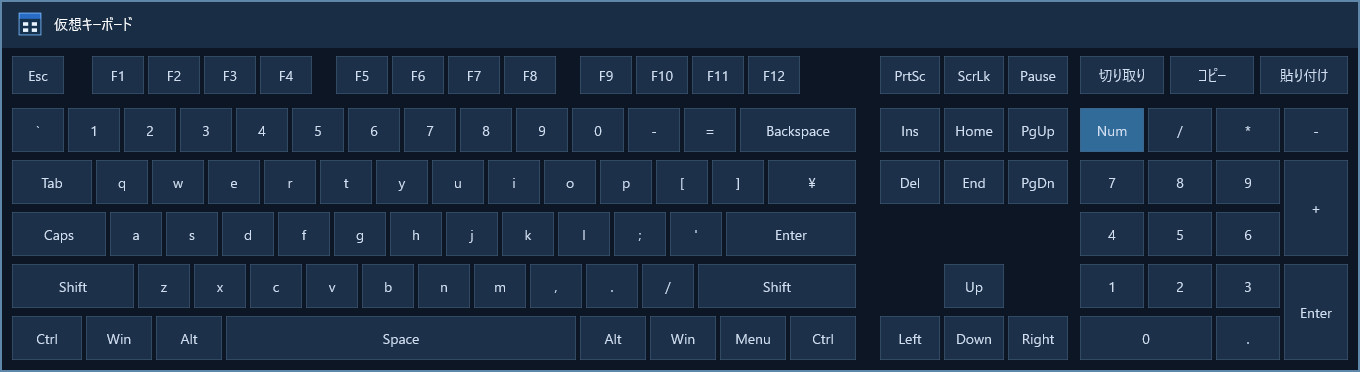 仮想キーボード
Esc F1 F2 F3 F4 F5 F6 F7 F8 F9 F10 F11 F12 PrtSc ScrLk Pause 切り取り コピー 貼り付け
` 1 2 3 4 5 6 7 8 9 0 - = Backspace Ins Home PgUp Num / * -
Tab q w e r t y u i o p [ ] ¥ Del End PgDn 7 8 9 +
Caps a s d f g h j k l ; ' Enter 4 5 6
Shift z x c v b n m , . / Shift Up 1 2 3 Enter
Ctrl Win Alt Space Alt Win Menu Ctrl Left Down Right 0 .